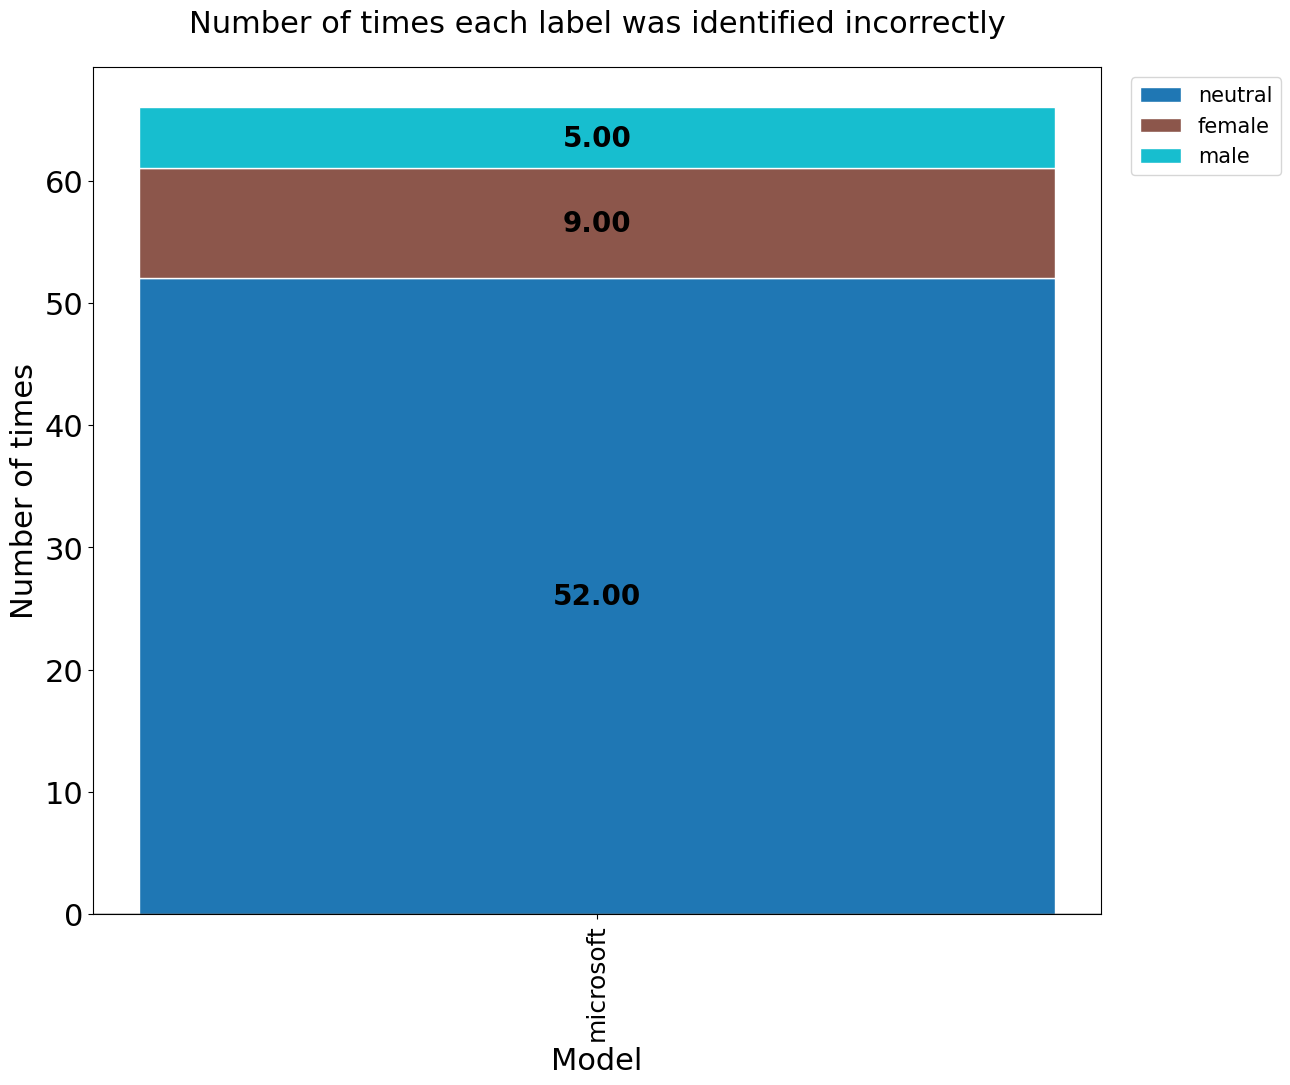 Number of times each label was identified incorrectly
neutral
female
male
5.00
9.00
52.00
60
50
40
30
20
10
0
Number of times
microsoft
Model